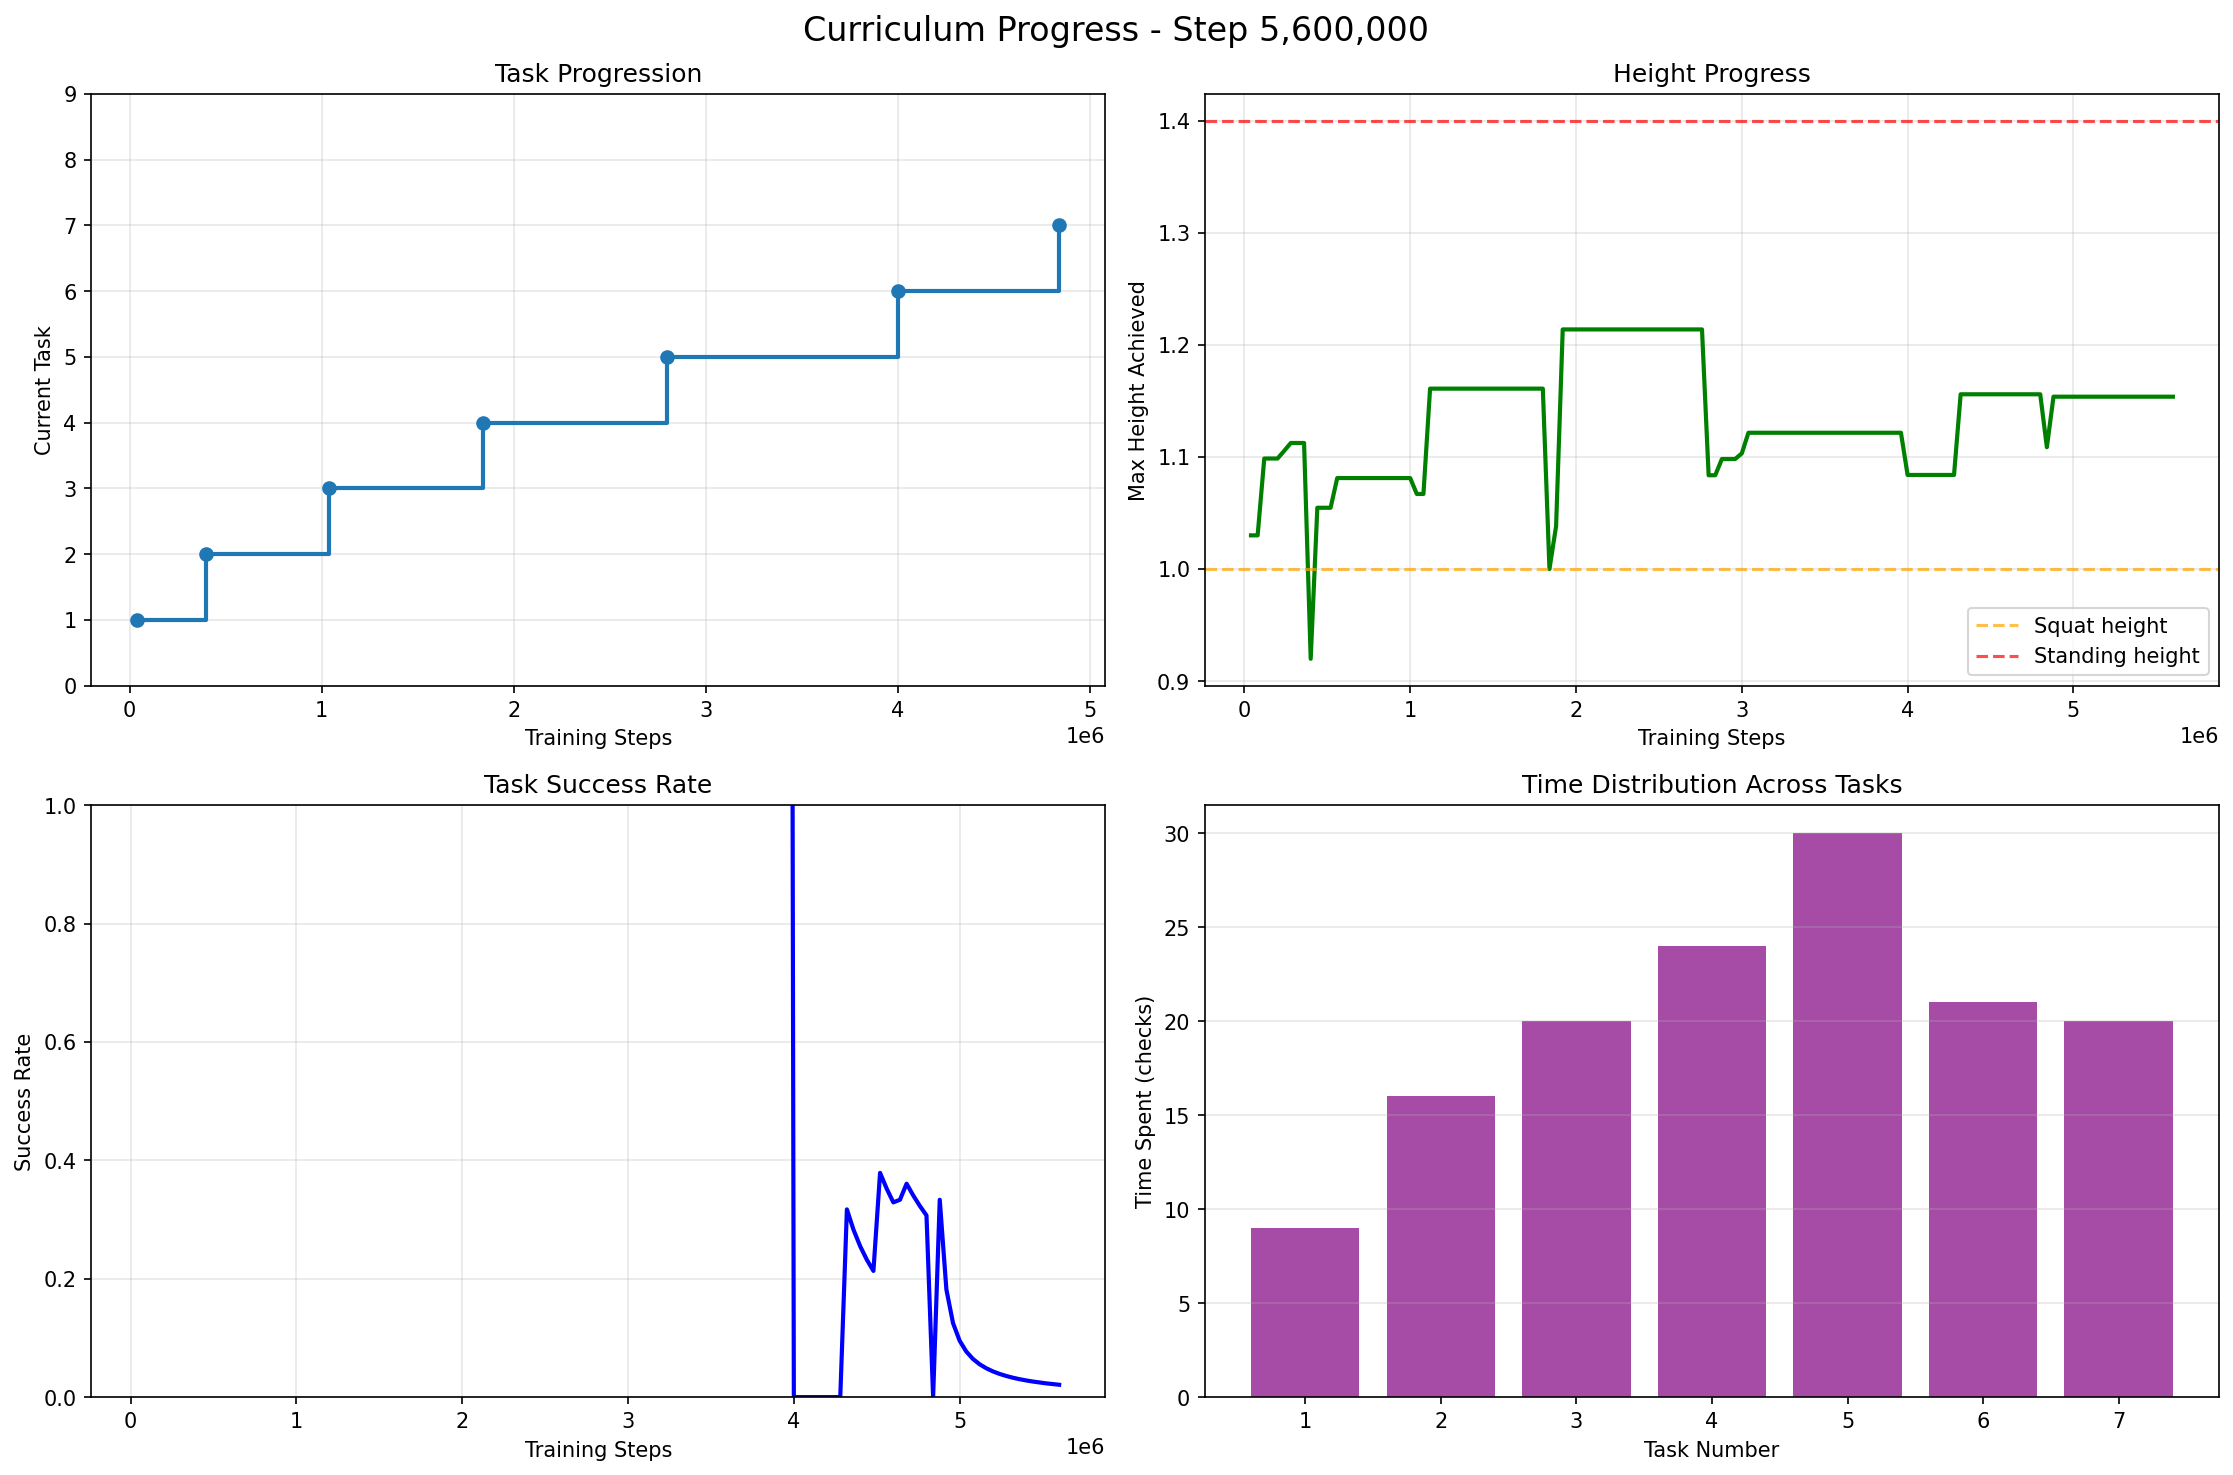 Curriculum Progress - Step 5,600,000
Task Progression
9
8
7
6
5
4
3
2
1
0
Current Task
0 1 2 3 4 5
1e6
Training Steps
Height Progress
1.4
1.3
1.2
1.1
1.0
0.9
Max Height Achieved
Squat height
Standing height
0 1 2 3 4 5
1e6
Training Steps
Task Success Rate
1.0
0.8
0.6
0.4
0.2
0.0
Success Rate
0 1 2 3 4 5
1e6
Training Steps
Time Distribution Across Tasks
30
25
20
15
10
5
0
Time Spent (checks)
1 2 3 4 5 6 7
Task Number